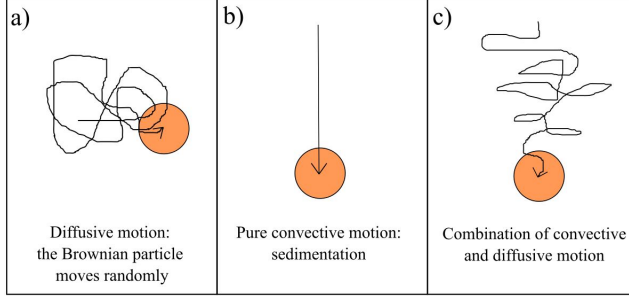 a)
Diffusive motion:
the Brownian particle
moves randomly
b)
Pure convective motion:
sedimentation
c)
Combination of convective
and diffusive motion